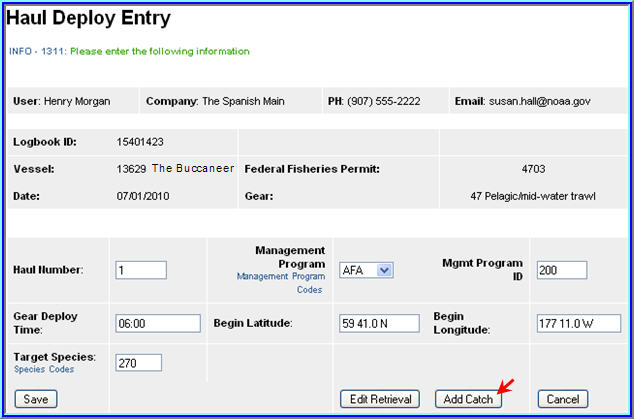 Haul Deploy Entry
INFO - 1311: Please enter the following information
User: Henry Morgan Company: The Spanish Main PH: (907) 555-2222 Email: susan.hall@noaa.gov
Logbook ID: 15401423
Vessel: 13629 The Buccaneer Federal Fisheries Permit: 4703
Date: 07/01/2010 Gear: 47 Pelagic/mid-water trawl
Haul Number: 1 Management Program AFA Mgmt Program ID 200
Management Program Codes
Gear Deploy Time: 06:00 Begin Latitude: 59 41.0 N Begin Longitude: 177 11.0 W
Target Species: 270
Species Codes
Save Edit Retrieval Add Catch Cancel